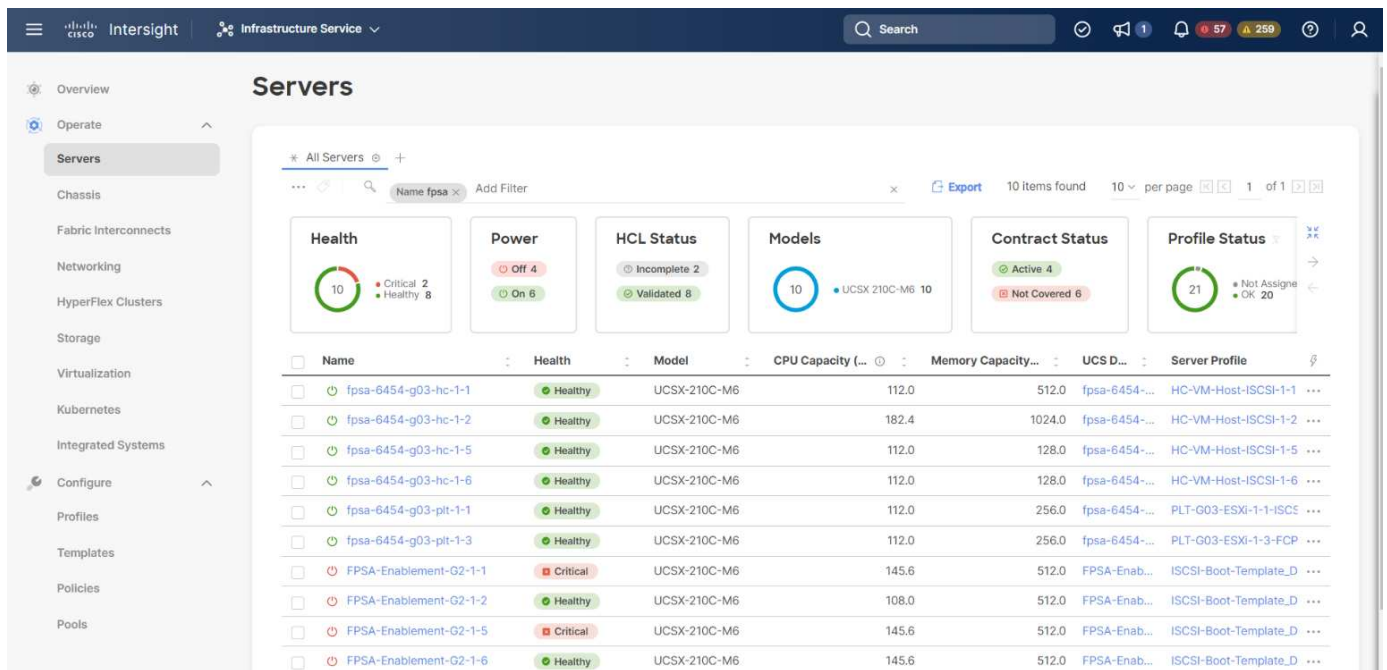 CISCO Intersight Infrastructure Service Search 1 57 259
Overview
Operate
Servers
Chassis
Fabric Interconnects
Networking
HyperFlex Clusters
Storage
Virtualization
Kubernetes
Integrated Systems
Configure
Profiles
Templates
Policies
Pools
Servers
All Servers
Name fpsa × Add Filter × Export 10 items found 10 per page 1 of 1
Health
10
Critical 2
Healthy 8
Power
Off 4
On 6
HCL Status
Incomplete 2
Validated 8
Models
10
UCSX 210C-M6 10
Contract Status
Active 4
Not Covered 6
Profile Status
21
Not Assigne
OK 20
Name Health Model CPU Capacity (... Memory Capacity... UCS D... Server Profile
fpsa-6454-g03-hc-1-1 Healthy UCSX-210C-M6 112.0 512.0 fpsa-6454-... HC-VM-Host-ISCSI-1-1 ...
fpsa-6454-g03-hc-1-2 Healthy UCSX-210C-M6 182.4 1024.0 fpsa-6454-... HC-VM-Host-ISCSI-1-2 ...
fpsa-6454-g03-hc-1-5 Healthy UCSX-210C-M6 112.0 128.0 fpsa-6454-... HC-VM-Host-ISCSI-1-5 ...
fpsa-6454-g03-hc-1-6 Healthy UCSX-210C-M6 112.0 128.0 fpsa-6454-... HC-VM-Host-ISCSI-1-6 ...
fpsa-6454-g03-plt-1-1 Healthy UCSX-210C-M6 112.0 256.0 fpsa-6454-... PLT-G03-ESXi-1-1-ISCS ...
fpsa-6454-g03-plt-1-3 Healthy UCSX-210C-M6 112.0 256.0 fpsa-6454-... PLT-G03-ESXi-1-3-FCP ...
FPSA-Enablement-G2-1-1 Critical UCSX-210C-M6 145.6 512.0 FPSA-Enab... ISCSI-Boot-Template_D ...
FPSA-Enablement-G2-1-2 Healthy UCSX-210C-M6 108.0 512.0 FPSA-Enab... ISCSI-Boot-Template_D ...
FPSA-Enablement-G2-1-5 Critical UCSX-210C-M6 145.6 512.0 FPSA-Enab... ISCSI-Boot-Template_D ...
FPSA-Enablement-G2-1-6 Healthy UCSX-210C-M6 145.6 512.0 FPSA-Enab... ISCSI-Boot-Template_D ...